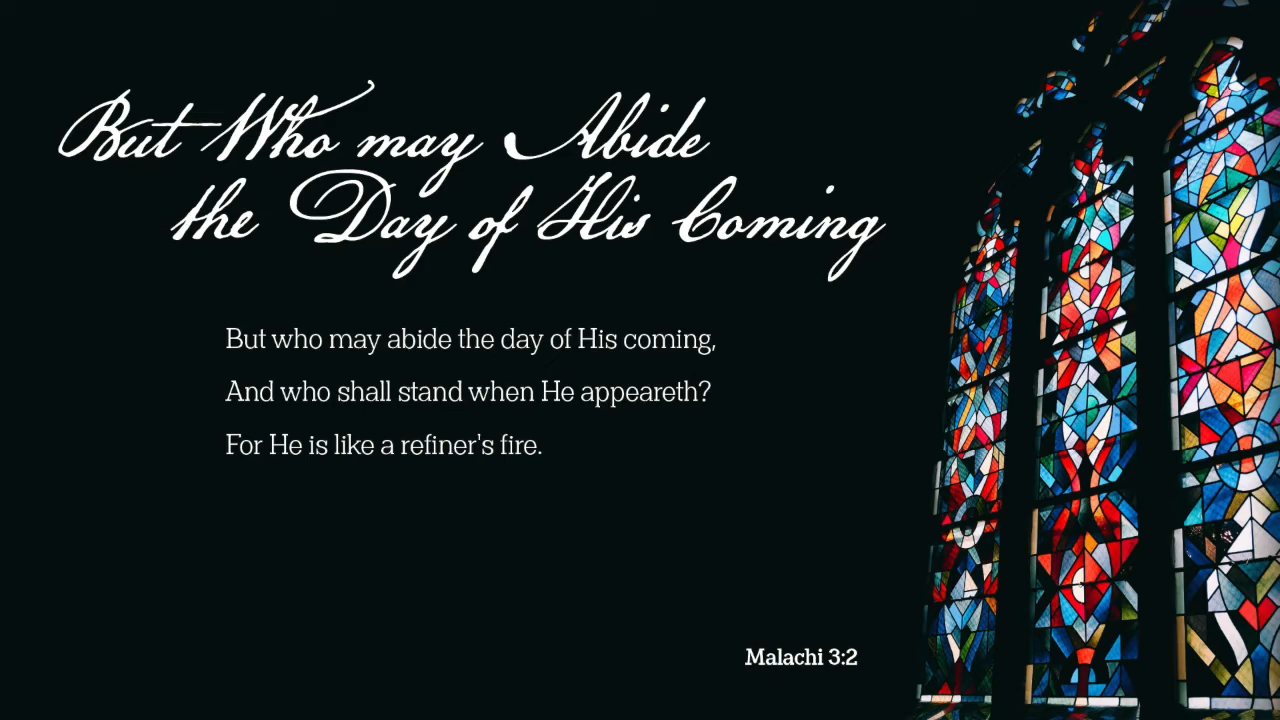 But Who may Abide
the Day of His Coming
But who may abide the day of His coming,
And who shall stand when He appeareth?
For He is like a refiner's fire.
Malachi 3:2